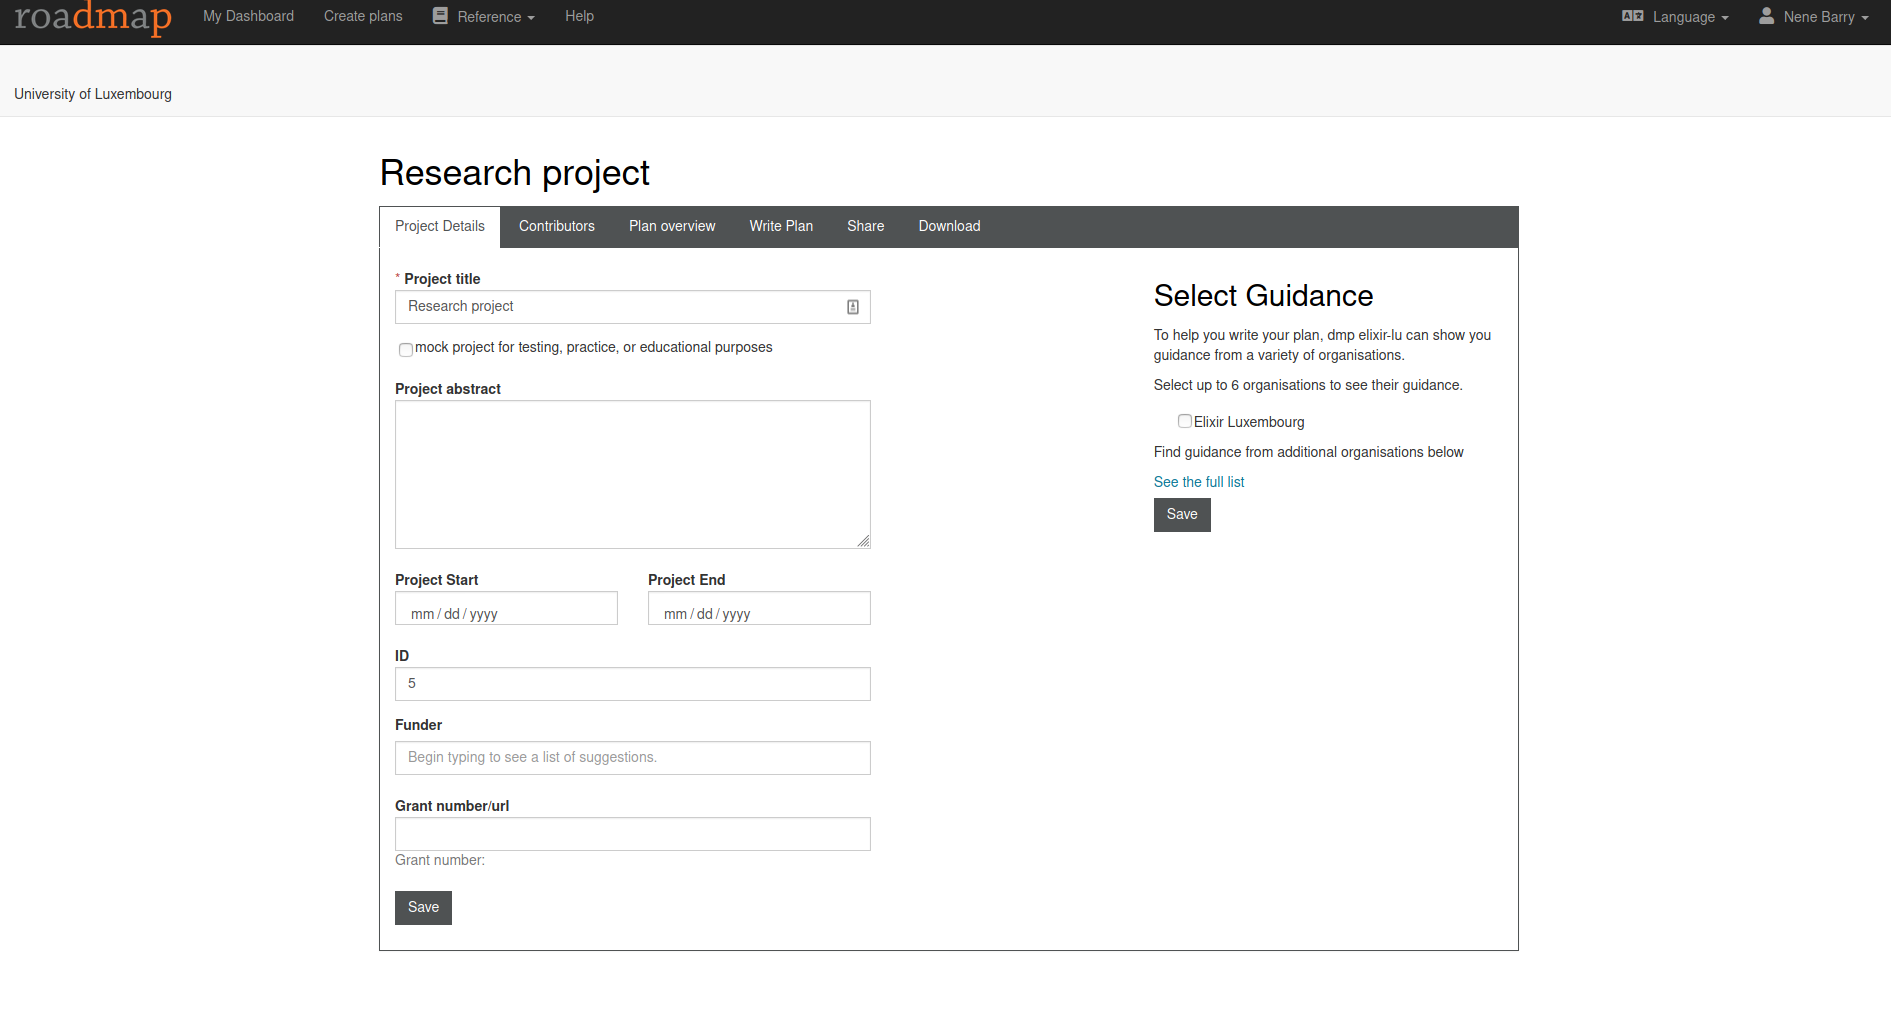 roadmap My Dashboard Create plans Reference Help Language Nene Barry
University of Luxembourg
Research project
Project Details Contributors Plan overview Write Plan Share Download
* Project title
Research project
mock project for testing, practice, or educational purposes
Project abstract
Project Start Project End
mm / dd / yyyy mm / dd / yyyy
ID
5
Funder
Begin typing to see a list of suggestions.
Grant number/url
Grant number:
Save
Select Guidance
To help you write your plan, dmp elixir-lu can show you
guidance from a variety of organisations.
Select up to 6 organisations to see their guidance.
Elixir Luxembourg
Find guidance from additional organisations below
See the full list
Save